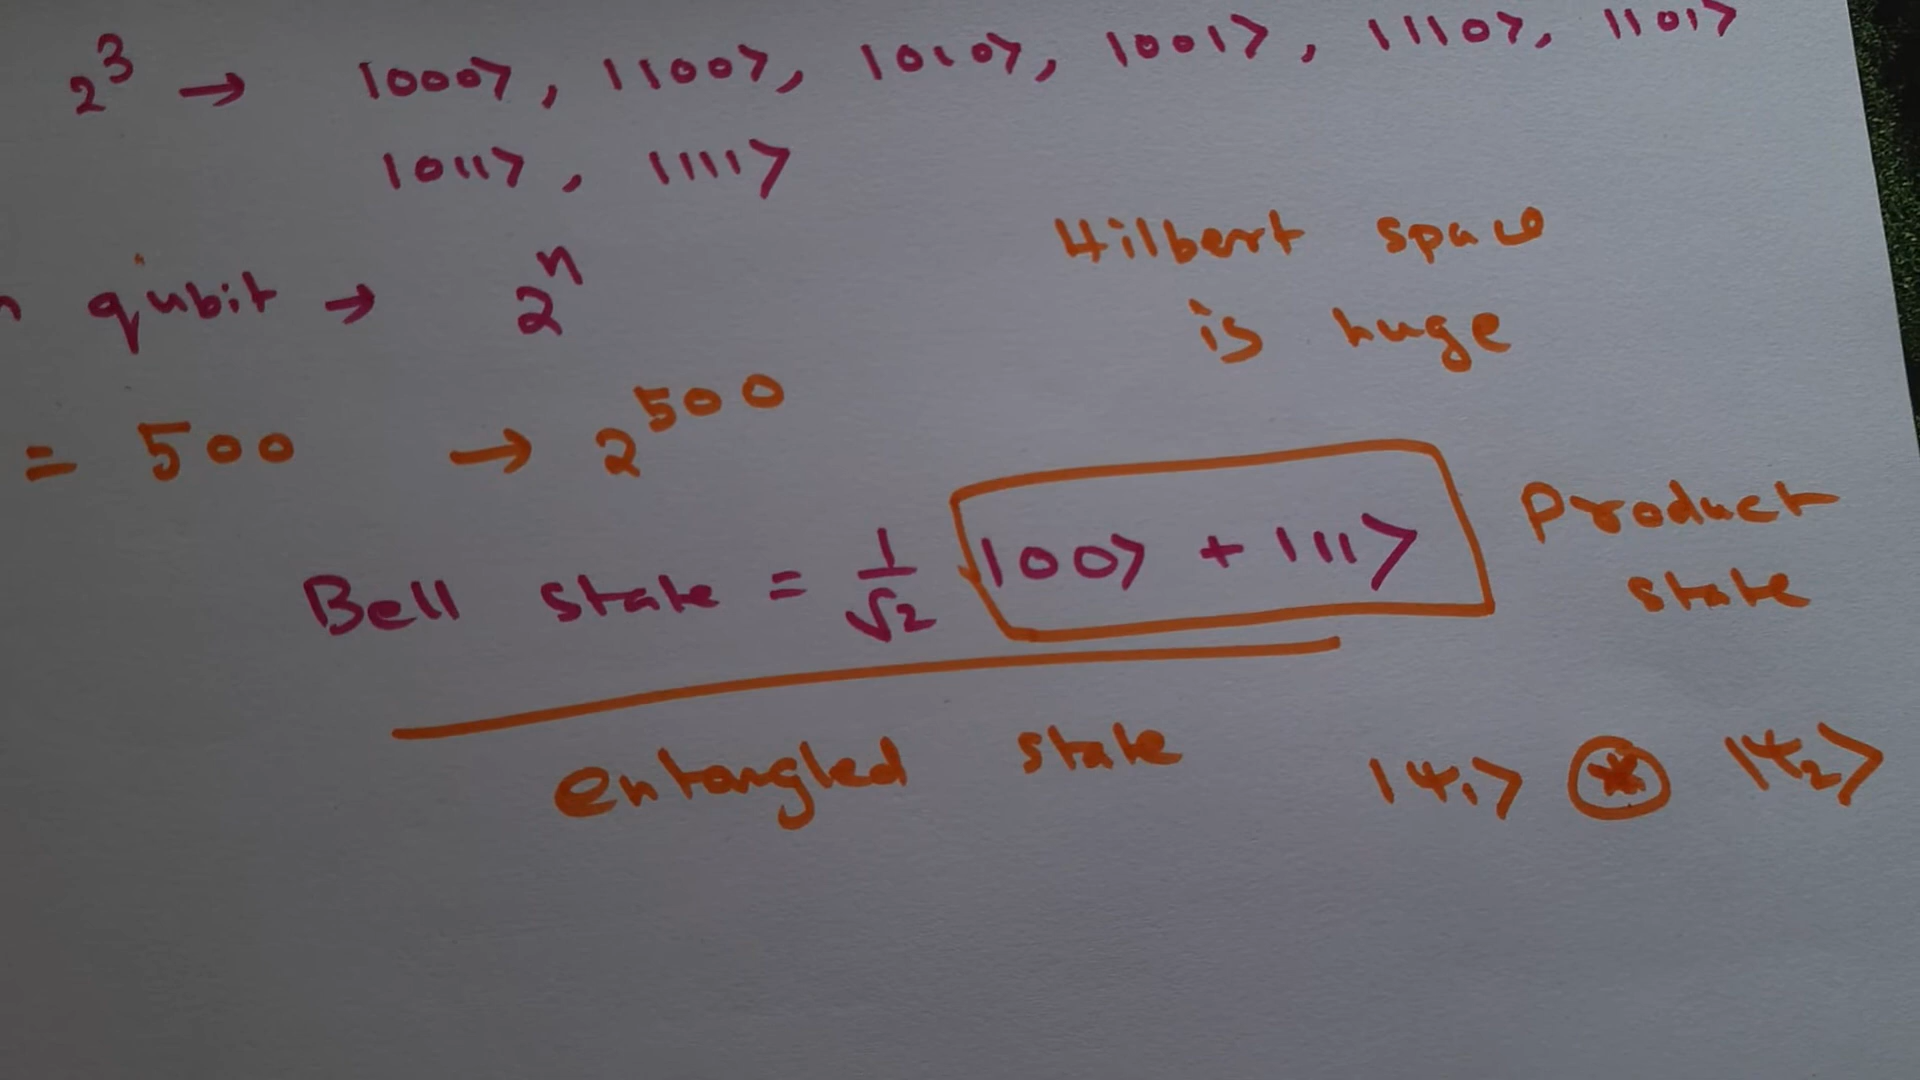 2³ → |000⟩, |100⟩, |010⟩, |001⟩, |110⟩, |101⟩
|011⟩, |111⟩
n qubit → 2ⁿ
Hilbert space
is huge
= 500 → 2⁵⁰⁰
Bell state = 1/√2 |00⟩ + |11⟩
Product
state
entangled state
|ψ₁⟩ ⊛ |ψ₂⟩